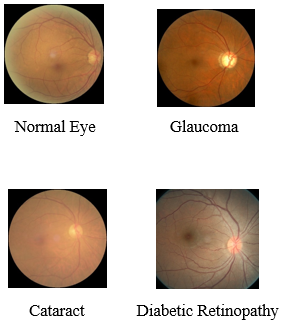 Normal Eye
Glaucoma
Cataract
Diabetic Retinopathy